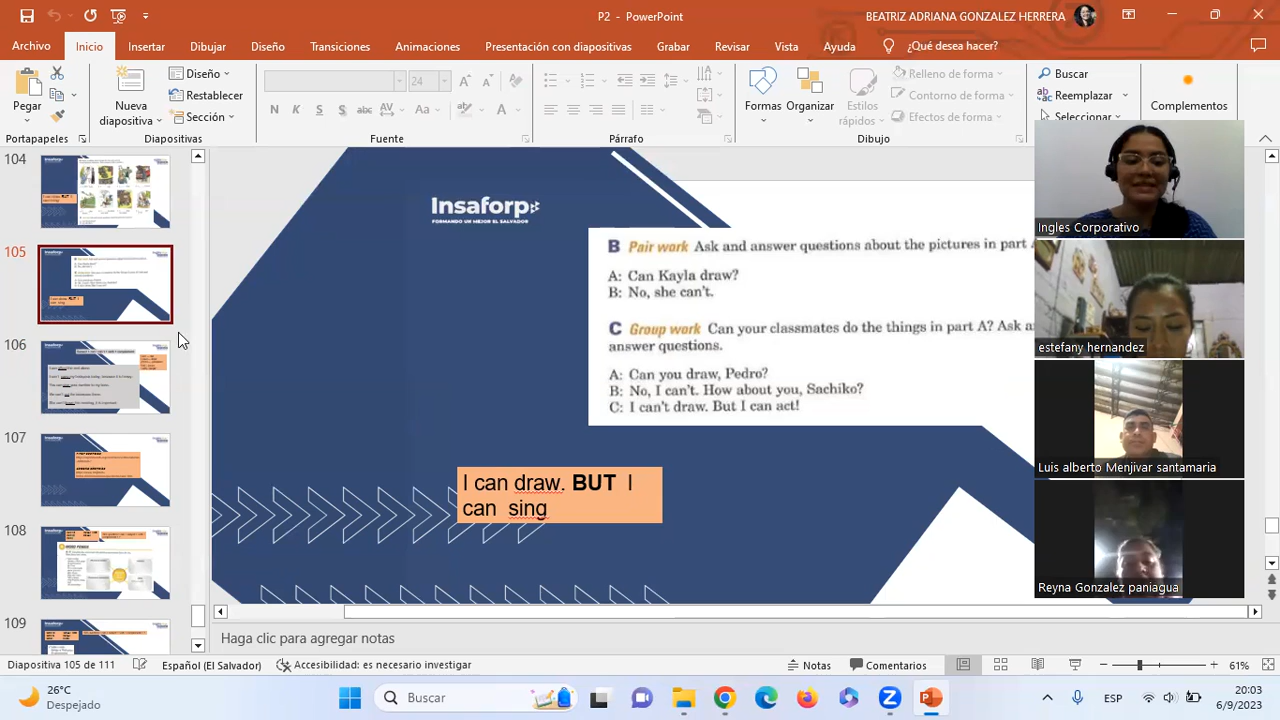 P2 - PowerPoint
BEATRIZ ADRIANA GONZALEZ HERRERA
Archivo Inicio Insertar Dibujar Diseño Transiciones Animaciones Presentación con diapositivas Grabar Revisar Vista Ayuda ¿Qué desea hacer?
Pegar
Nueva diapositiva
Diseño
Restablecer
Sección
24
N K S abc AV Aa A
Formas
Organizar
Estilos rápidos
Relleno de forma
Contorno de forma
Efectos de forma
Buscar
Reemplazar
Seleccionar
Complementos
Portapapeles Diapositivas Fuente Párrafo Dibujo
104
105
106
107
108
109
Insaforp
FORMANDO UN MEJOR EL SALVADOR
B Pair work Ask and answer questions about the pictures in part A
A: Can Kayla draw?
B: No, she can't.
C Group work Can your classmates do the things in part A? Ask a
answer questions.
A: Can you draw, Pedro?
B: No, I can't. How about you, Sachiko?
C: I can't draw. But I can act!
I can draw. BUT I
can sing
Ingles Corporativo
estefany hernandez
Luis alberto Menjivar santamaria
Reyna Gonzalez paniagua
Haga clic para agregar notas
Diapositiva 105 de 111
Español (El Salvador)
Accesibilidad: es necesario investigar
Notas
Comentarios
61%
26°C
Despejado
Buscar
ESP
20:03
6/9/2023